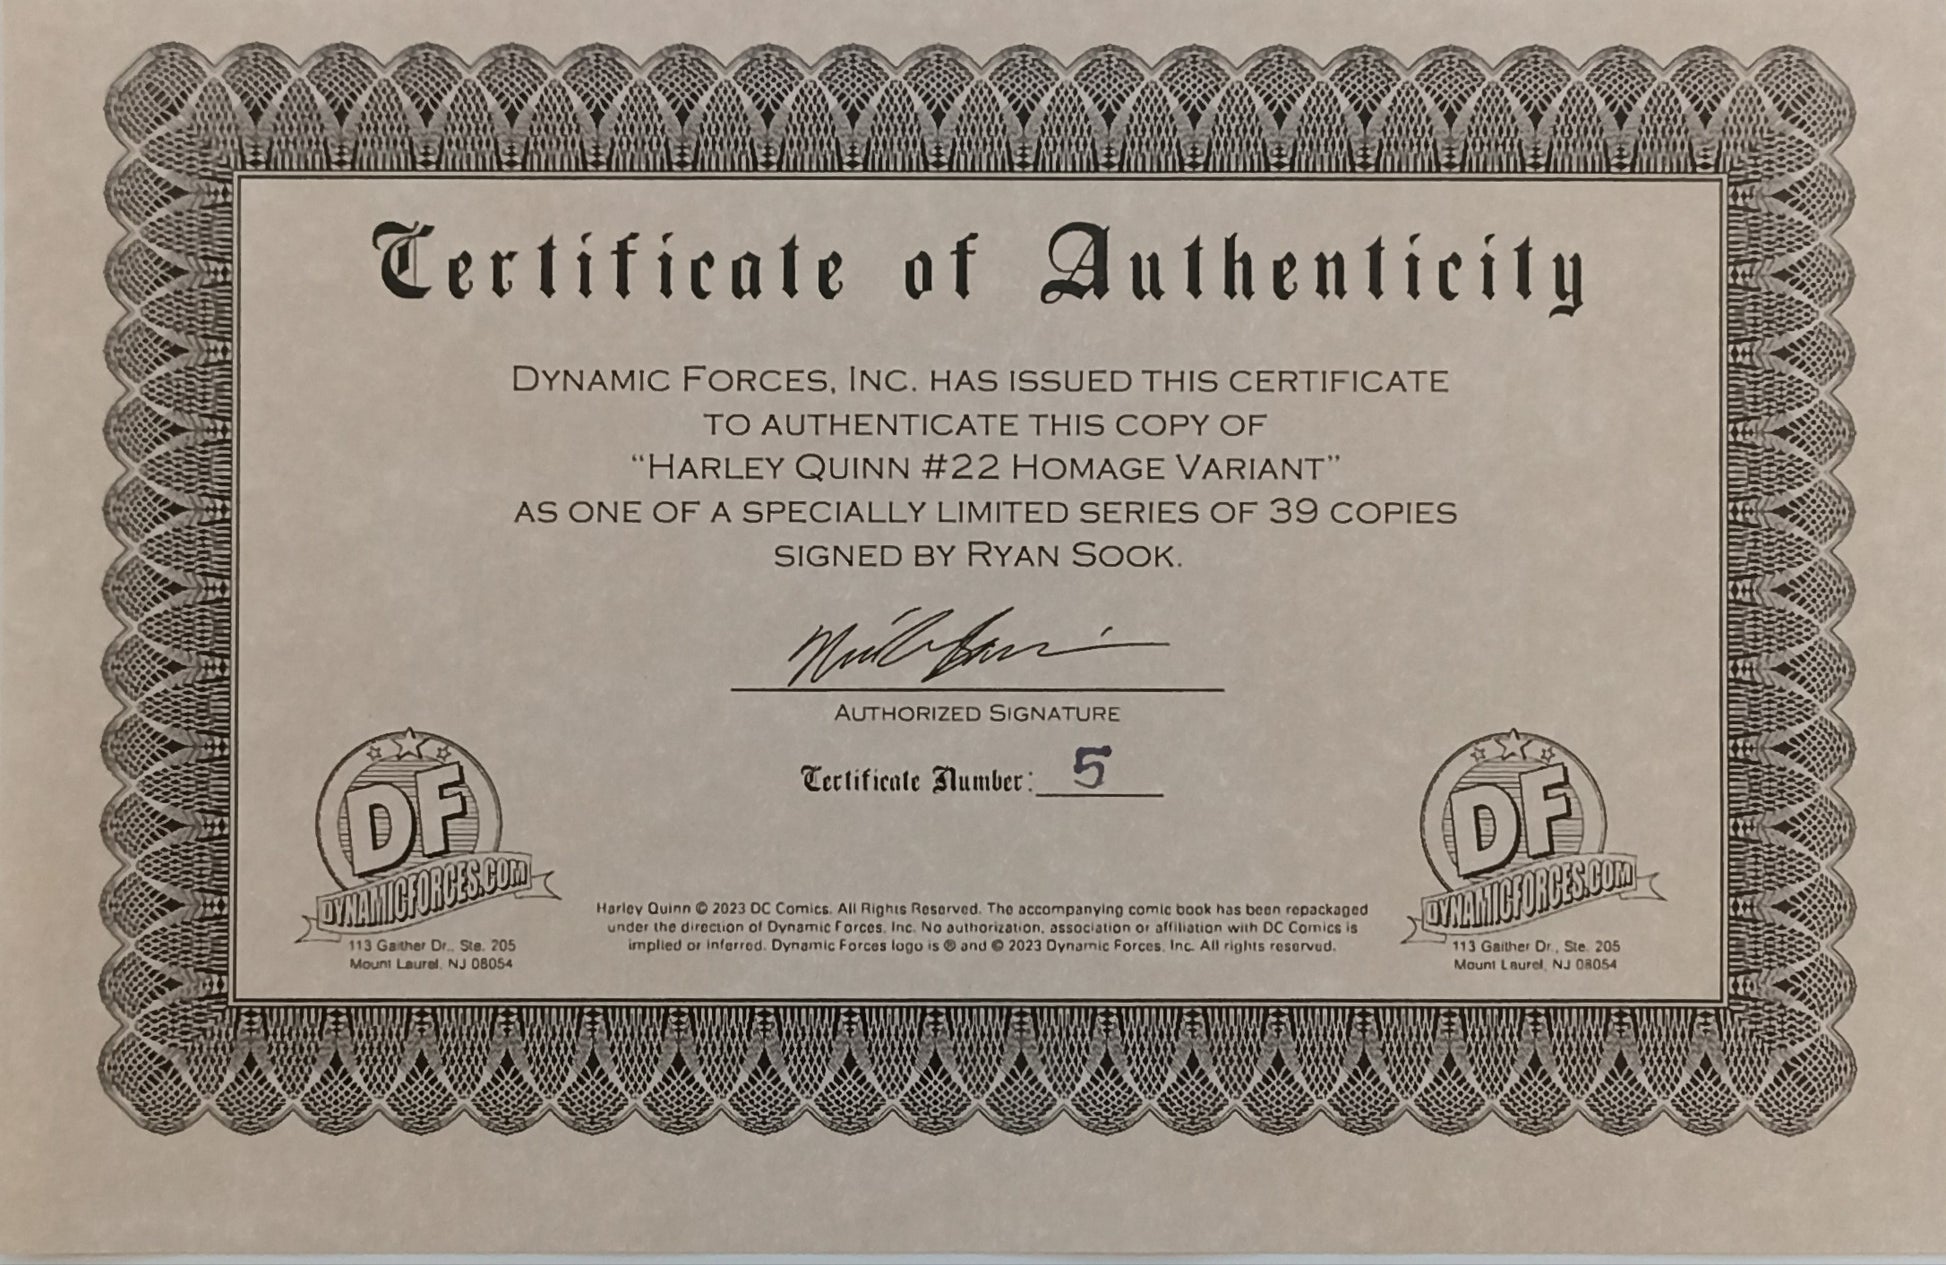 Certificate of Authenticity
DYNAMIC FORCES, INC. HAS ISSUED THIS CERTIFICATE
TO AUTHENTICATE THIS COPY OF
“HARLEY QUINN #22 HOMAGE VARIANT”
AS ONE OF A SPECIALLY LIMITED SERIES OF 39 COPIES
SIGNED BY RYAN SOOK.
AUTHORIZED SIGNATURE
Certificate Number: 5
DF
DYNAMICFORCES.COM
113 Gaither Dr., Ste. 205
Mount Laurel, NJ 08054
Harley Quinn © 2023 DC Comics. All Rights Reserved. The accompanying comic book has been repackaged
under the direction of Dynamic Forces, Inc. No authorization, association or affiliation with DC Comics is
implied or inferred. Dynamic Forces logo is ® and © 2023 Dynamic Forces, Inc. All rights reserved.
DF
DYNAMICFORCES.COM
113 Gaither Dr., Ste. 205
Mount Laurel, NJ 08054